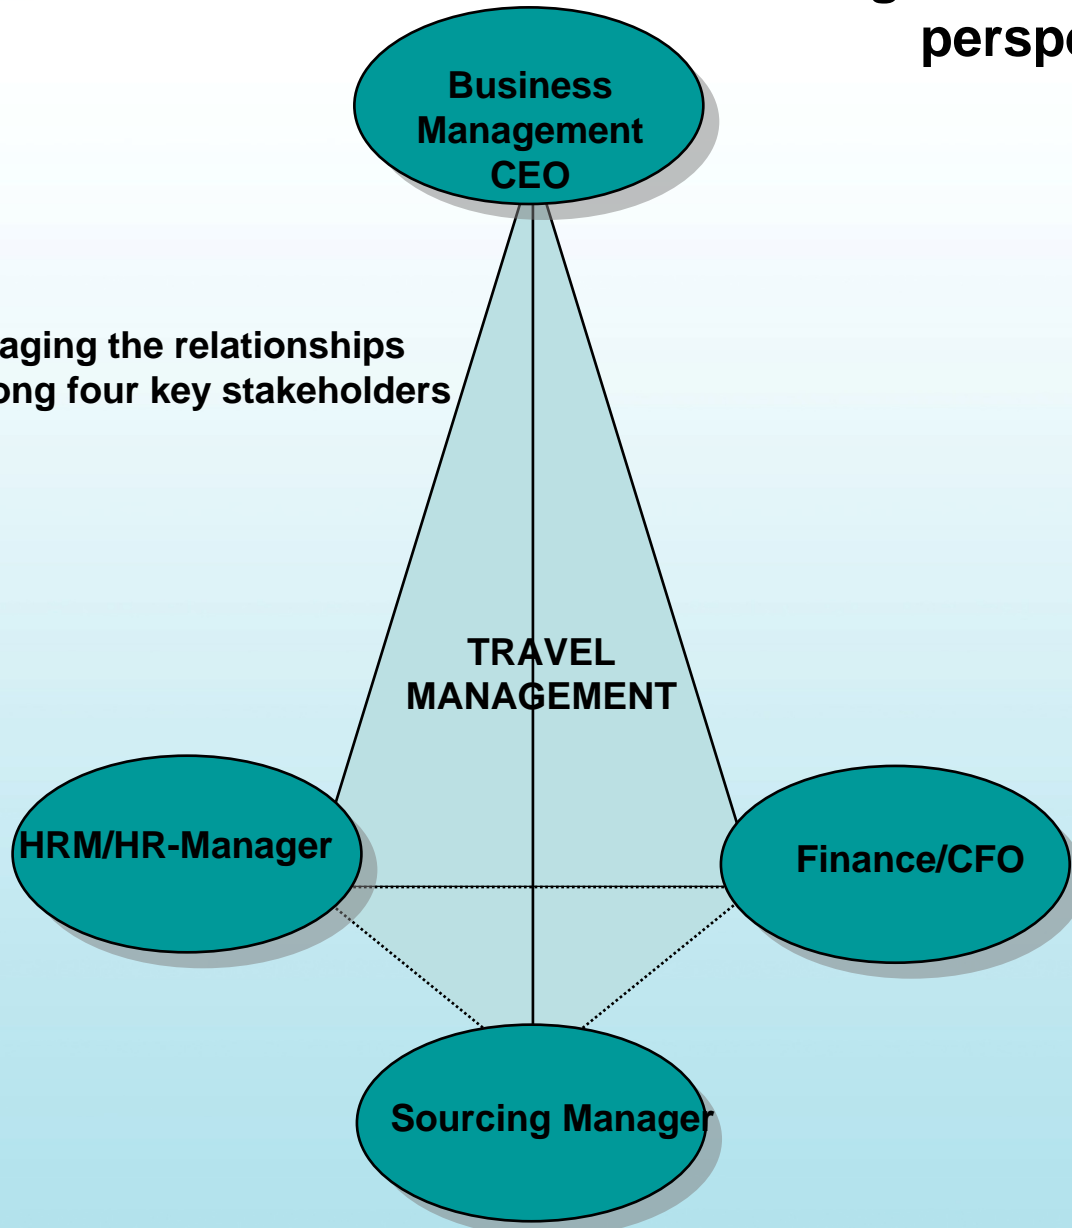 perspe
Business
Management
CEO
aging the relationships
ong four key stakeholders
TRAVEL
MANAGEMENT
HRM/HR-Manager
Finance/CFO
Sourcing Manager